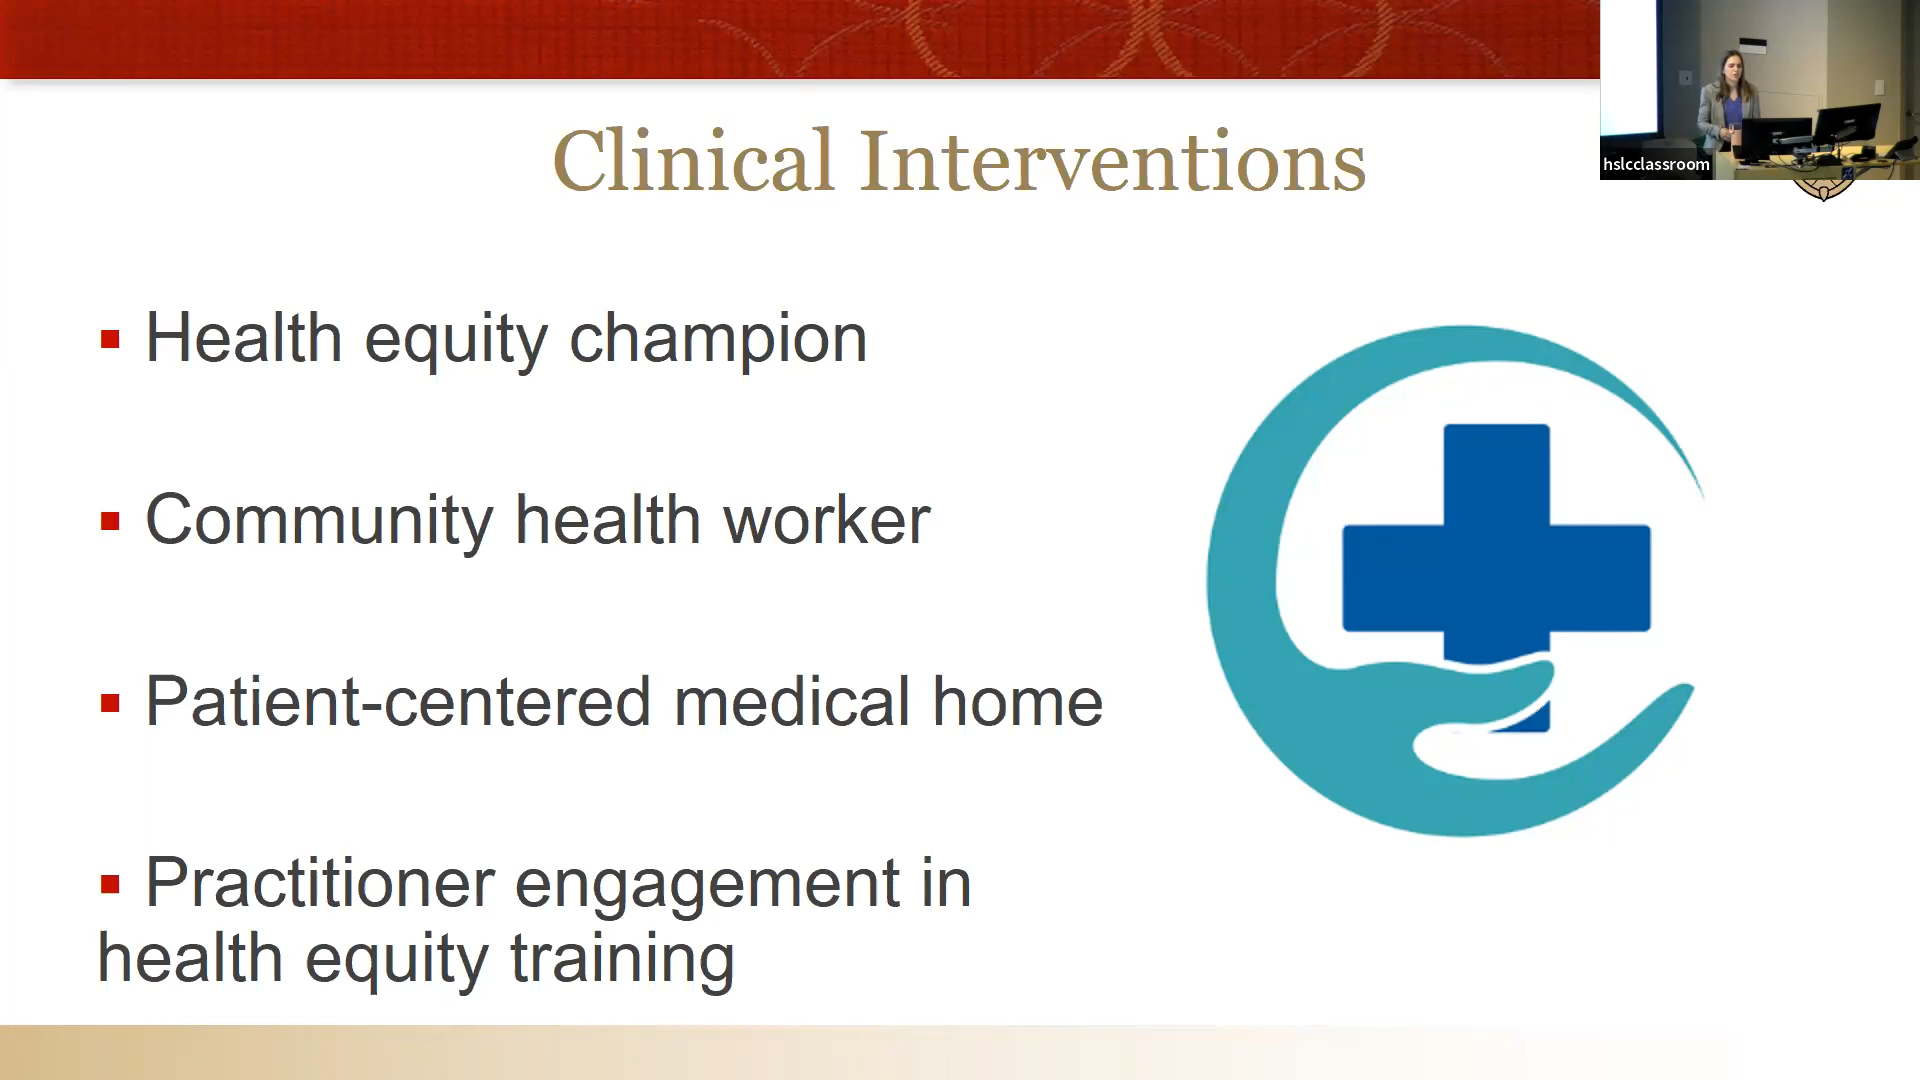 Clinical Interventions
hslcclassroom
▪ Health equity champion
▪ Community health worker
▪ Patient-centered medical home
▪ Practitioner engagement in
health equity training